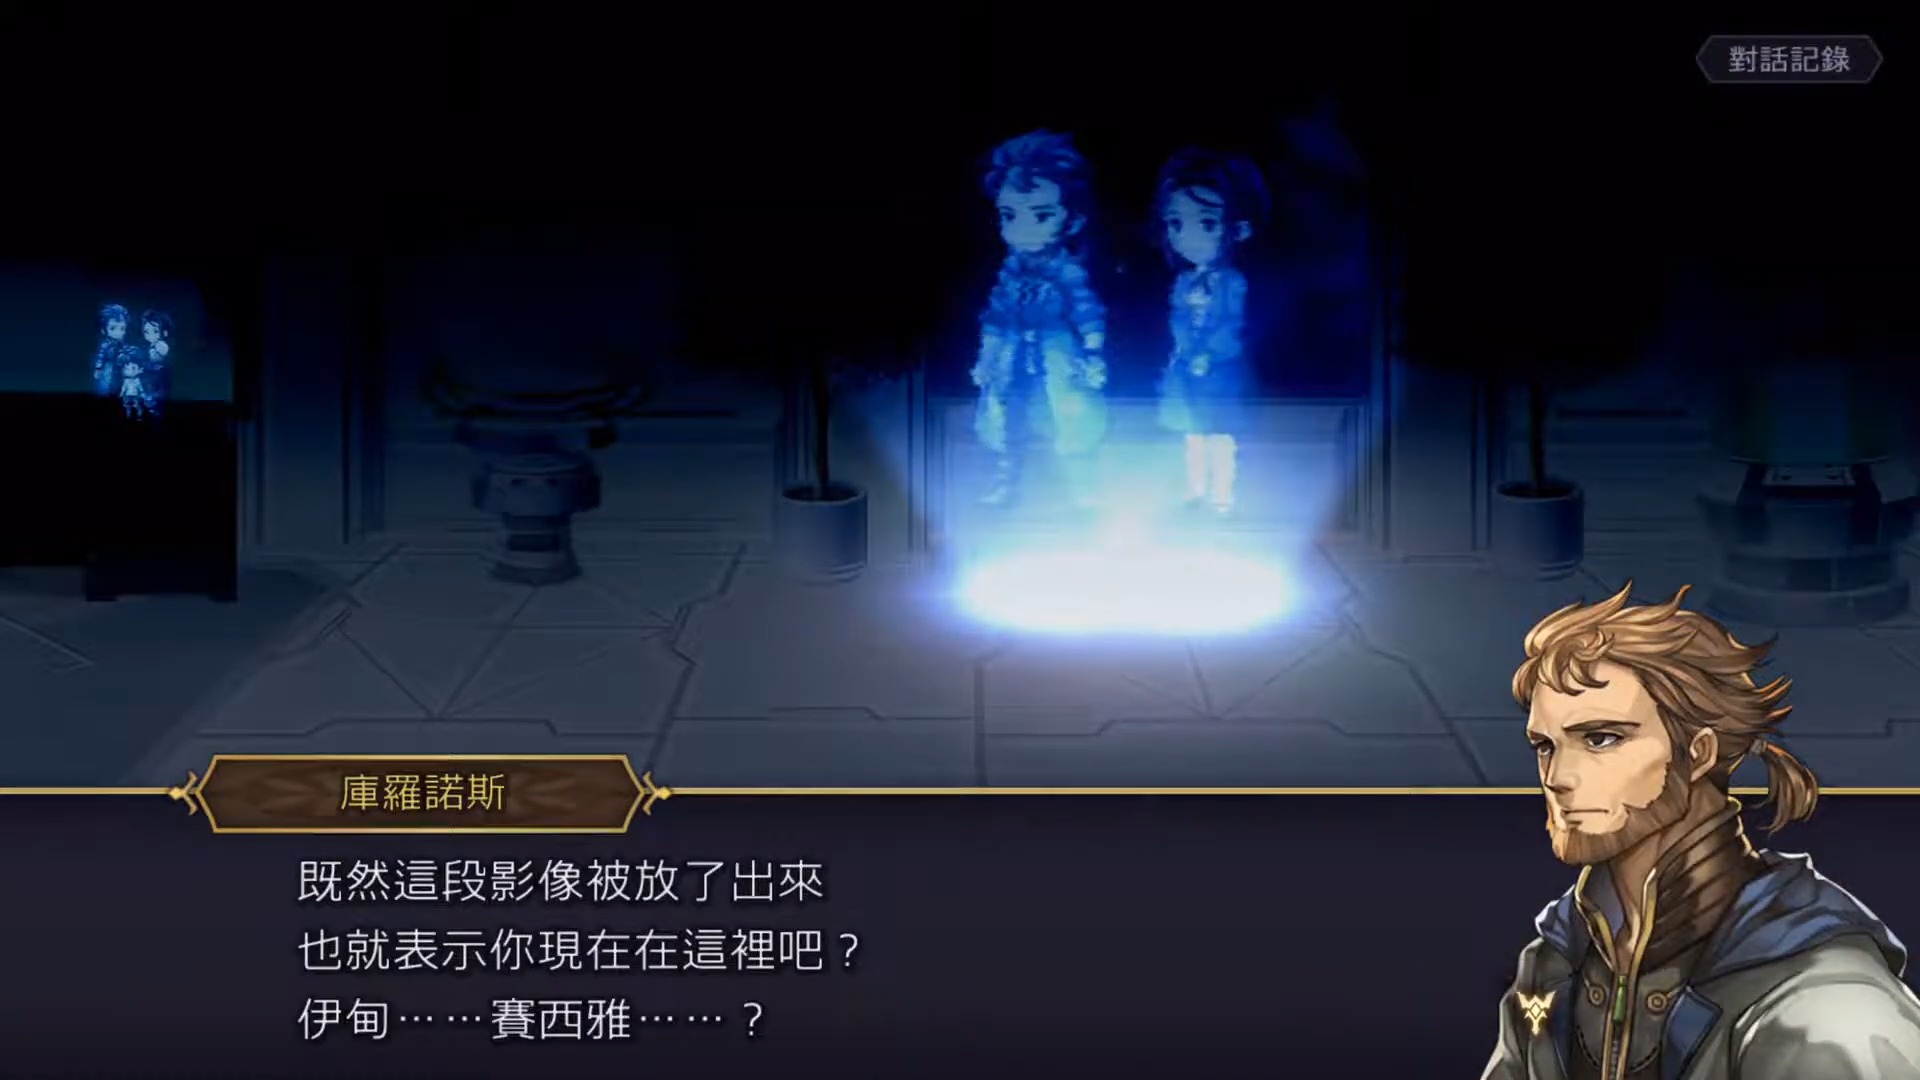 對話記錄
庫羅諾斯
既然這段影像被放了出來
也就表示你現在在這裡吧？
伊甸⋯⋯賽西雅⋯⋯？